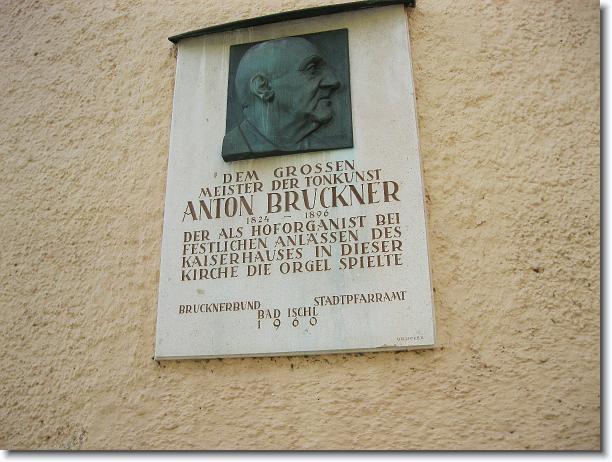 DEM GROSSEN
MEISTER DER TONKUNST
ANTON BRUCKNER
1824 – 1896
DER ALS HOFORGANIST BEI
FESTLICHEN ANLÄSSEN DES
KAISERHAUSES IN DIESER
KIRCHE DIE ORGEL SPIELTE
BRUCKNERBUND STADTPFARRAMT
BAD ISCHL
1960